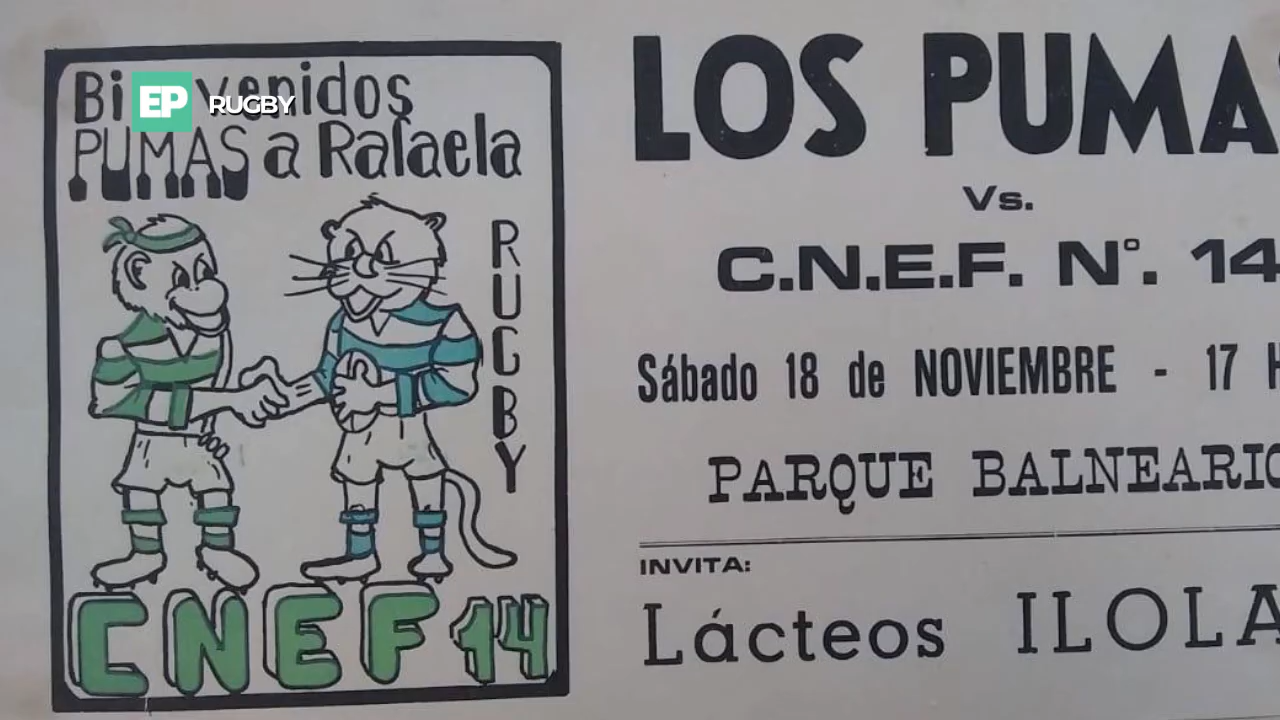 Bi venidos
EP RUGBY
PUMAS a Rafaela
RUGBY
CNEF 14
LOS PUMAS
Vs.
C.N.E.F. N°. 14
Sábado 18 de NOVIEMBRE - 17 H
PARQUE BALNEARIO
INVITA:
Lácteos ILOLA